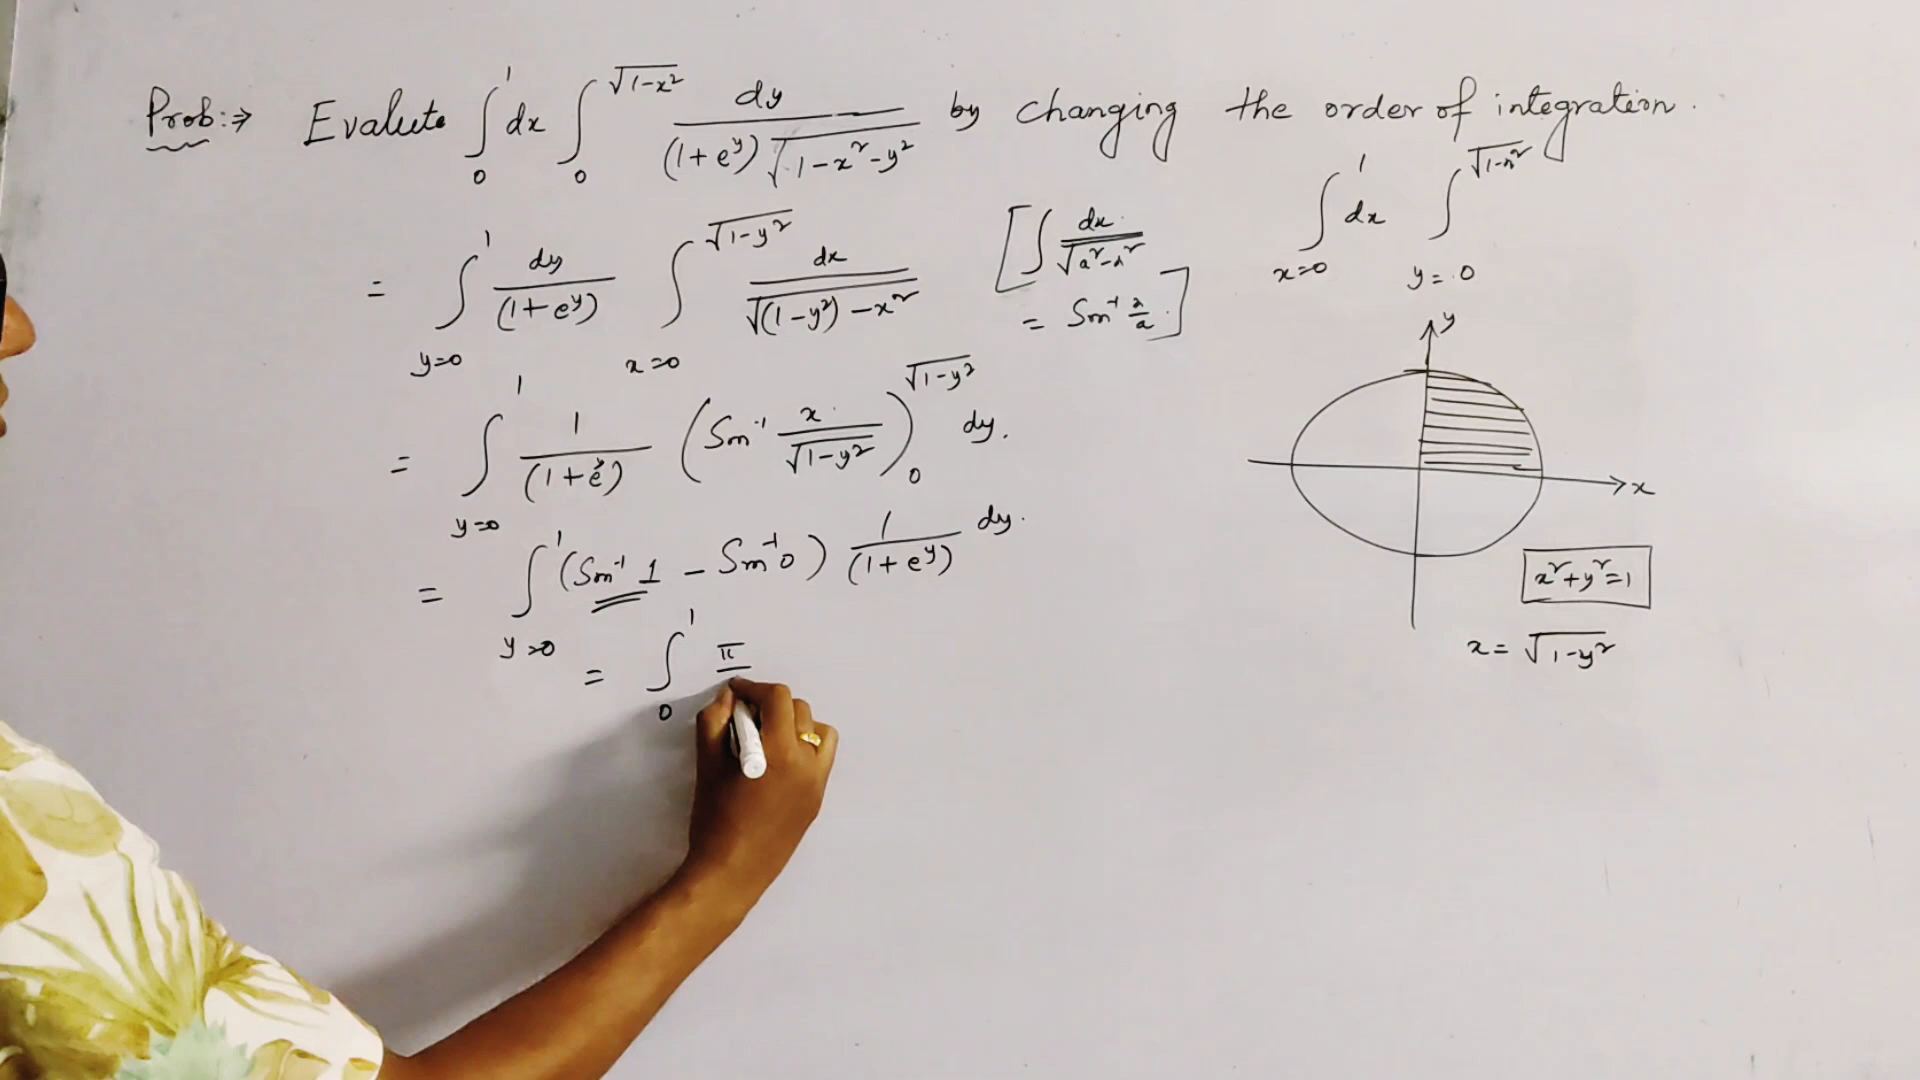 Prob:⇒ Evalute ∫₀¹ dx ∫₀^√(1-x²) dy / ((1+e^y) √(1-x²-y²)) by changing the order of integration.
= ∫_{y=0}^1 dy/(1+e^y) ∫_{x=0}^√(1-y²) dx/√((1-y²)-x²)
[∫ dx/√(a²-x²)
= Sin⁻¹ x/a]
= ∫_{y=0}^1 1/(1+e^y) (Sin⁻¹ x/√(1-y²))_0^√(1-y²) dy.
= ∫_{y=0}^1 (Sin⁻¹ 1 - Sin⁻¹ 0) 1/(1+e^y) dy.
= ∫₀¹ π
∫_{x=0}^1 dx ∫_{y=0}^√(1-x²)
y
x
x²+y²=1
x = √(1-y²)